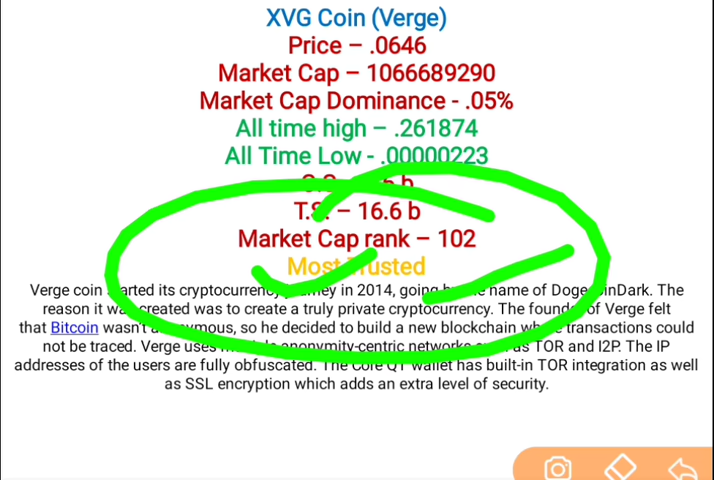 XVG Coin (Verge)
Price – .0646
Market Cap – 1066689290
Market Cap Dominance - .05%
All time high – .261874
All Time Low - .00000223
b
T.S. – 16.6 b
Market Cap rank – 102
Most Trusted
Verge coin started its cryptocurrency journey in 2014, going by the name of DogeCoinDark. The
reason it was created was to create a truly private cryptocurrency. The founder of Verge felt
that Bitcoin wasn't anonymous, so he decided to build a new blockchain where transactions could
not be traced. Verge uses anonymity-centric networks as TOR and I2P. The IP
addresses of the users are fully obfuscated. The Core QT wallet has built-in TOR integration as well
as SSL encryption which adds an extra level of security.